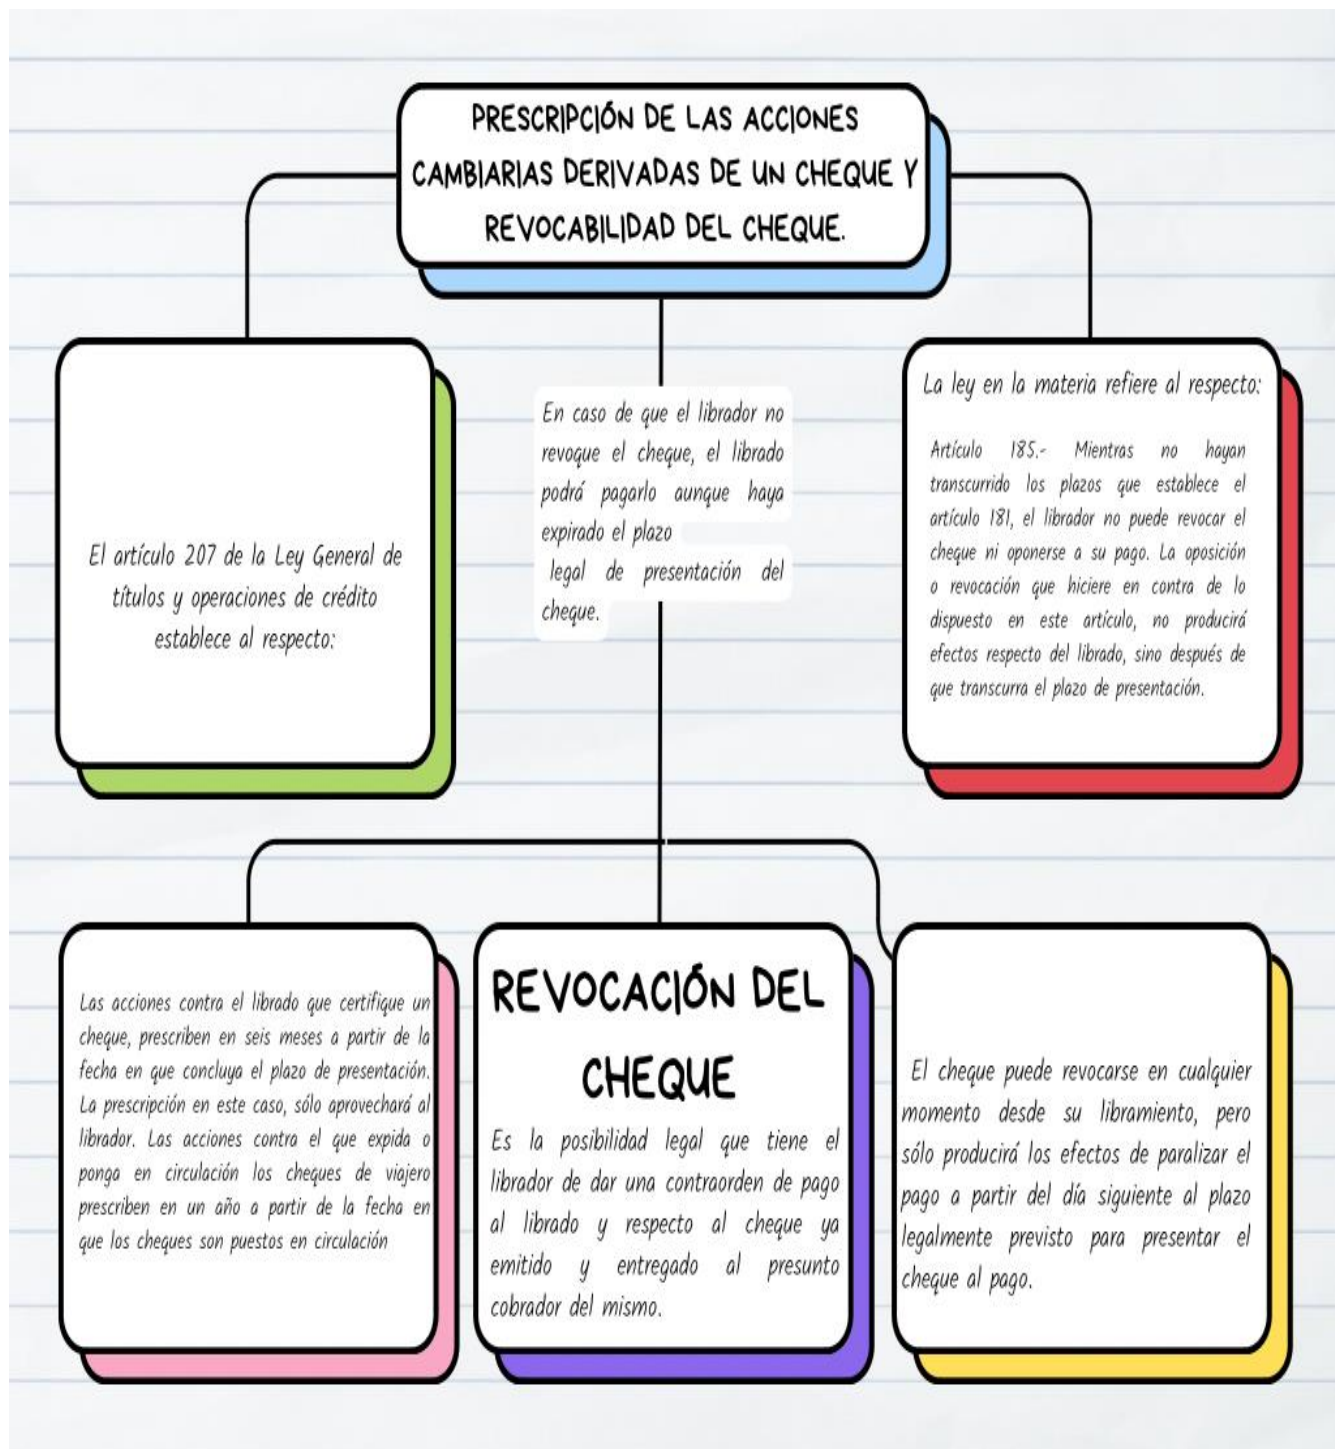 PRESCRIPCIÓN DE LAS ACCIONES
CAMBIARIAS DERIVADAS DE UN CHEQUE Y
REVOCABILIDAD DEL CHEQUE.
El artículo 207 de la Ley General de
títulos y operaciones de crédito
establece al respecto:
En caso de que el librador no
revoque el cheque, el librado
podrá pagarlo aunque haya
expirado el plazo
legal de presentación del
cheque.
La ley en la materia refiere al respecto:
Artículo 185.- Mientras no hayan
transcurrido los plazos que establece el
artículo 181, el librador no puede revocar el
cheque ni oponerse a su pago. La oposición
o revocación que hiciere en contra de lo
dispuesto en este artículo, no producirá
efectos respecto del librado, sino después de
que transcurra el plazo de presentación.
Las acciones contra el librado que certifique un
cheque, prescriben en seis meses a partir de la
fecha en que concluya el plazo de presentación.
La prescripción en este caso, sólo aprovechará al
librador. Las acciones contra el que expida o
ponga en circulación los cheques de viajero
prescriben en un año a partir de la fecha en
que los cheques son puestos en circulación
REVOCACIÓN DEL
CHEQUE
Es la posibilidad legal que tiene el
librador de dar una contraorden de pago
al librado y respecto al cheque ya
emitido y entregado al presunto
cobrador del mismo.
El cheque puede revocarse en cualquier
momento desde su libramiento, pero
sólo producirá los efectos de paralizar el
pago a partir del día siguiente al plazo
legalmente previsto para presentar el
cheque al pago.